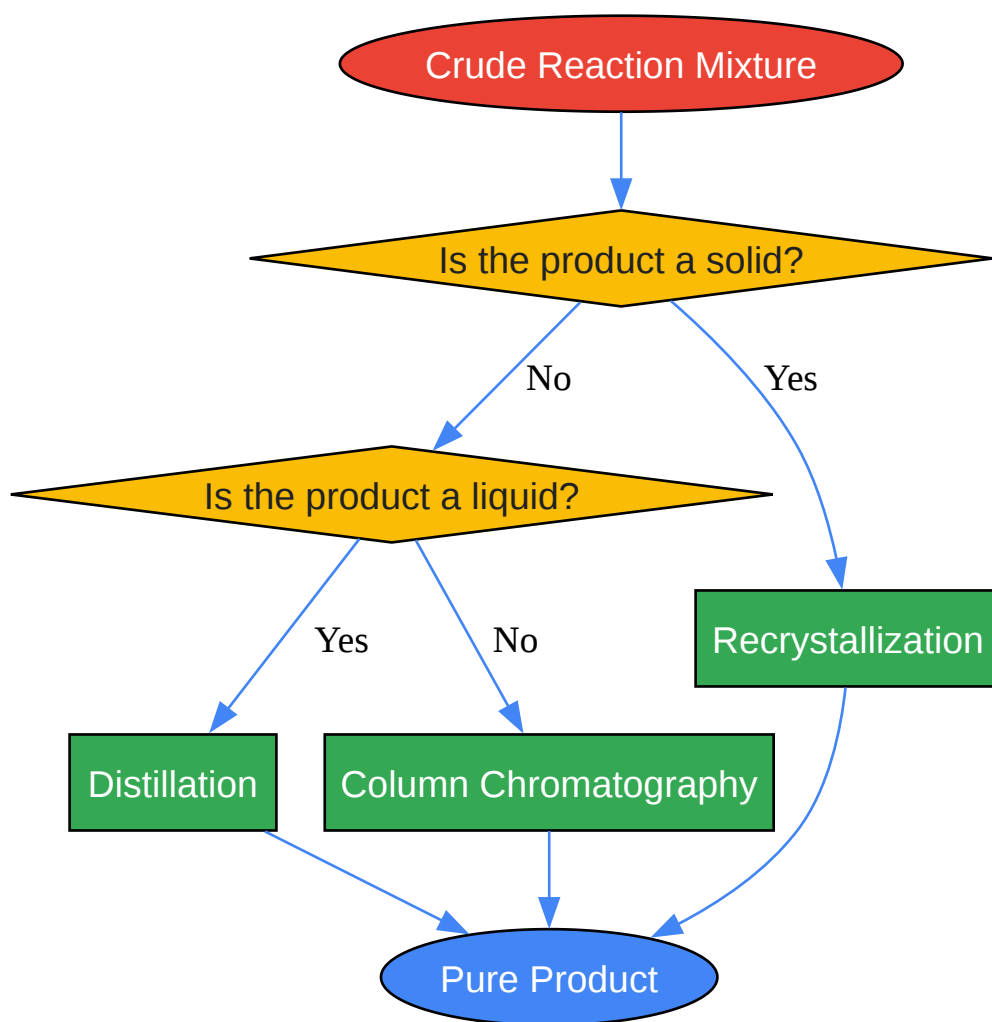 Crude Reaction Mixture
Is the product a solid?
No
Yes
Is the product a liquid?
Yes
No
Recrystallization
Distillation
Column Chromatography
Pure Product